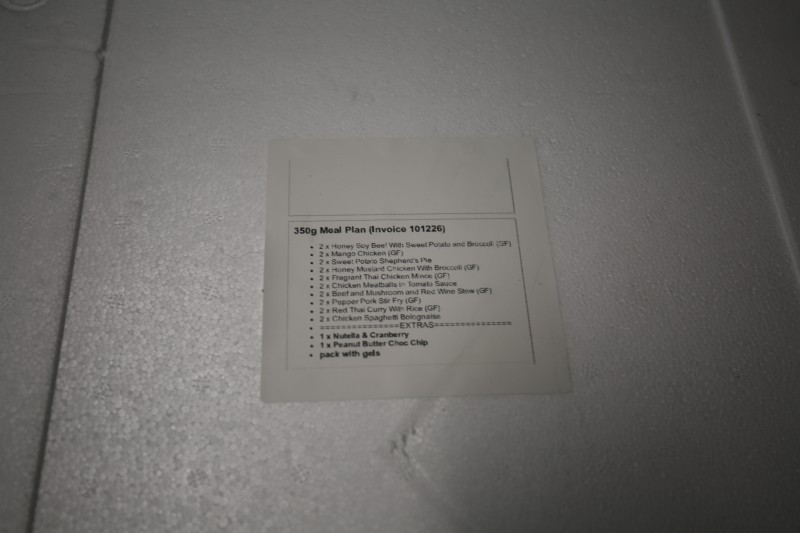 350g Meal Plan (Invoice 101226)
• 2 x Honey Soy Beef With Sweet Potato and Broccoli (GF)
• 2 x Mango Chicken (GF)
• 2 x Sweet Potato Shepherd's Pie
• 2 x Honey Mustard Chicken With Broccoli (GF)
• 2 x Fragrant Thai Chicken Mince (GF)
• 2 x Chicken Meatballs in Tomato Sauce
• 2 x Beef and Mushroom and Red Wine Stew (GF)
• 2 x Pepper Pork Stir Fry (GF)
• 2 x Red Thai Curry With Rice (GF)
• 2 x Chicken Spaghetti Bolognaise
• ===============EXTRAS===============
• 1 x Nutella & Cranberry
• 1 x Peanut Butter Choc Chip
• pack with gels